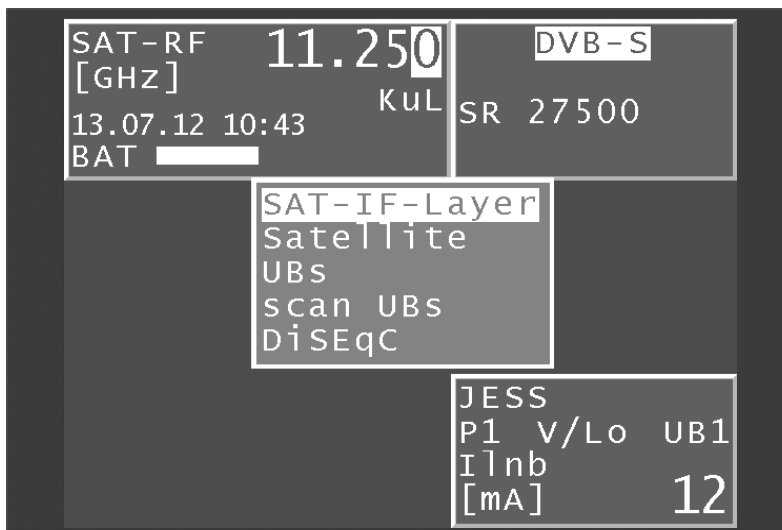 SAT-RF 11.250
[GHz]
KuL
13.07.12 10:43
BAT
DVB-S
SR 27500
SAT-IF-Layer
Satellite
UBs
scan UBs
DiSEqC
JESS
P1 V/Lo UB1
Ilnb
[mA] 12